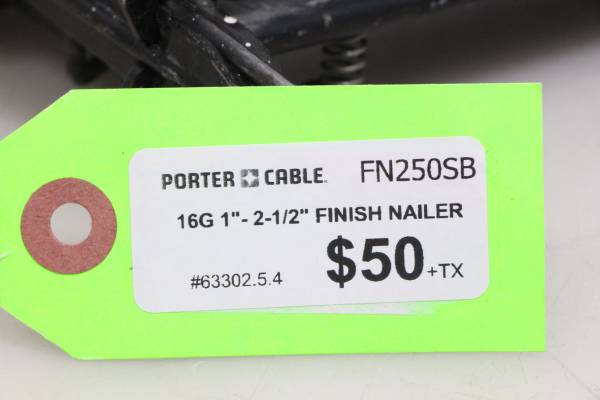 PORTER CABLE. FN250SB
16G 1"- 2-1/2" FINISH NAILER
#63302.5.4 $50+TX